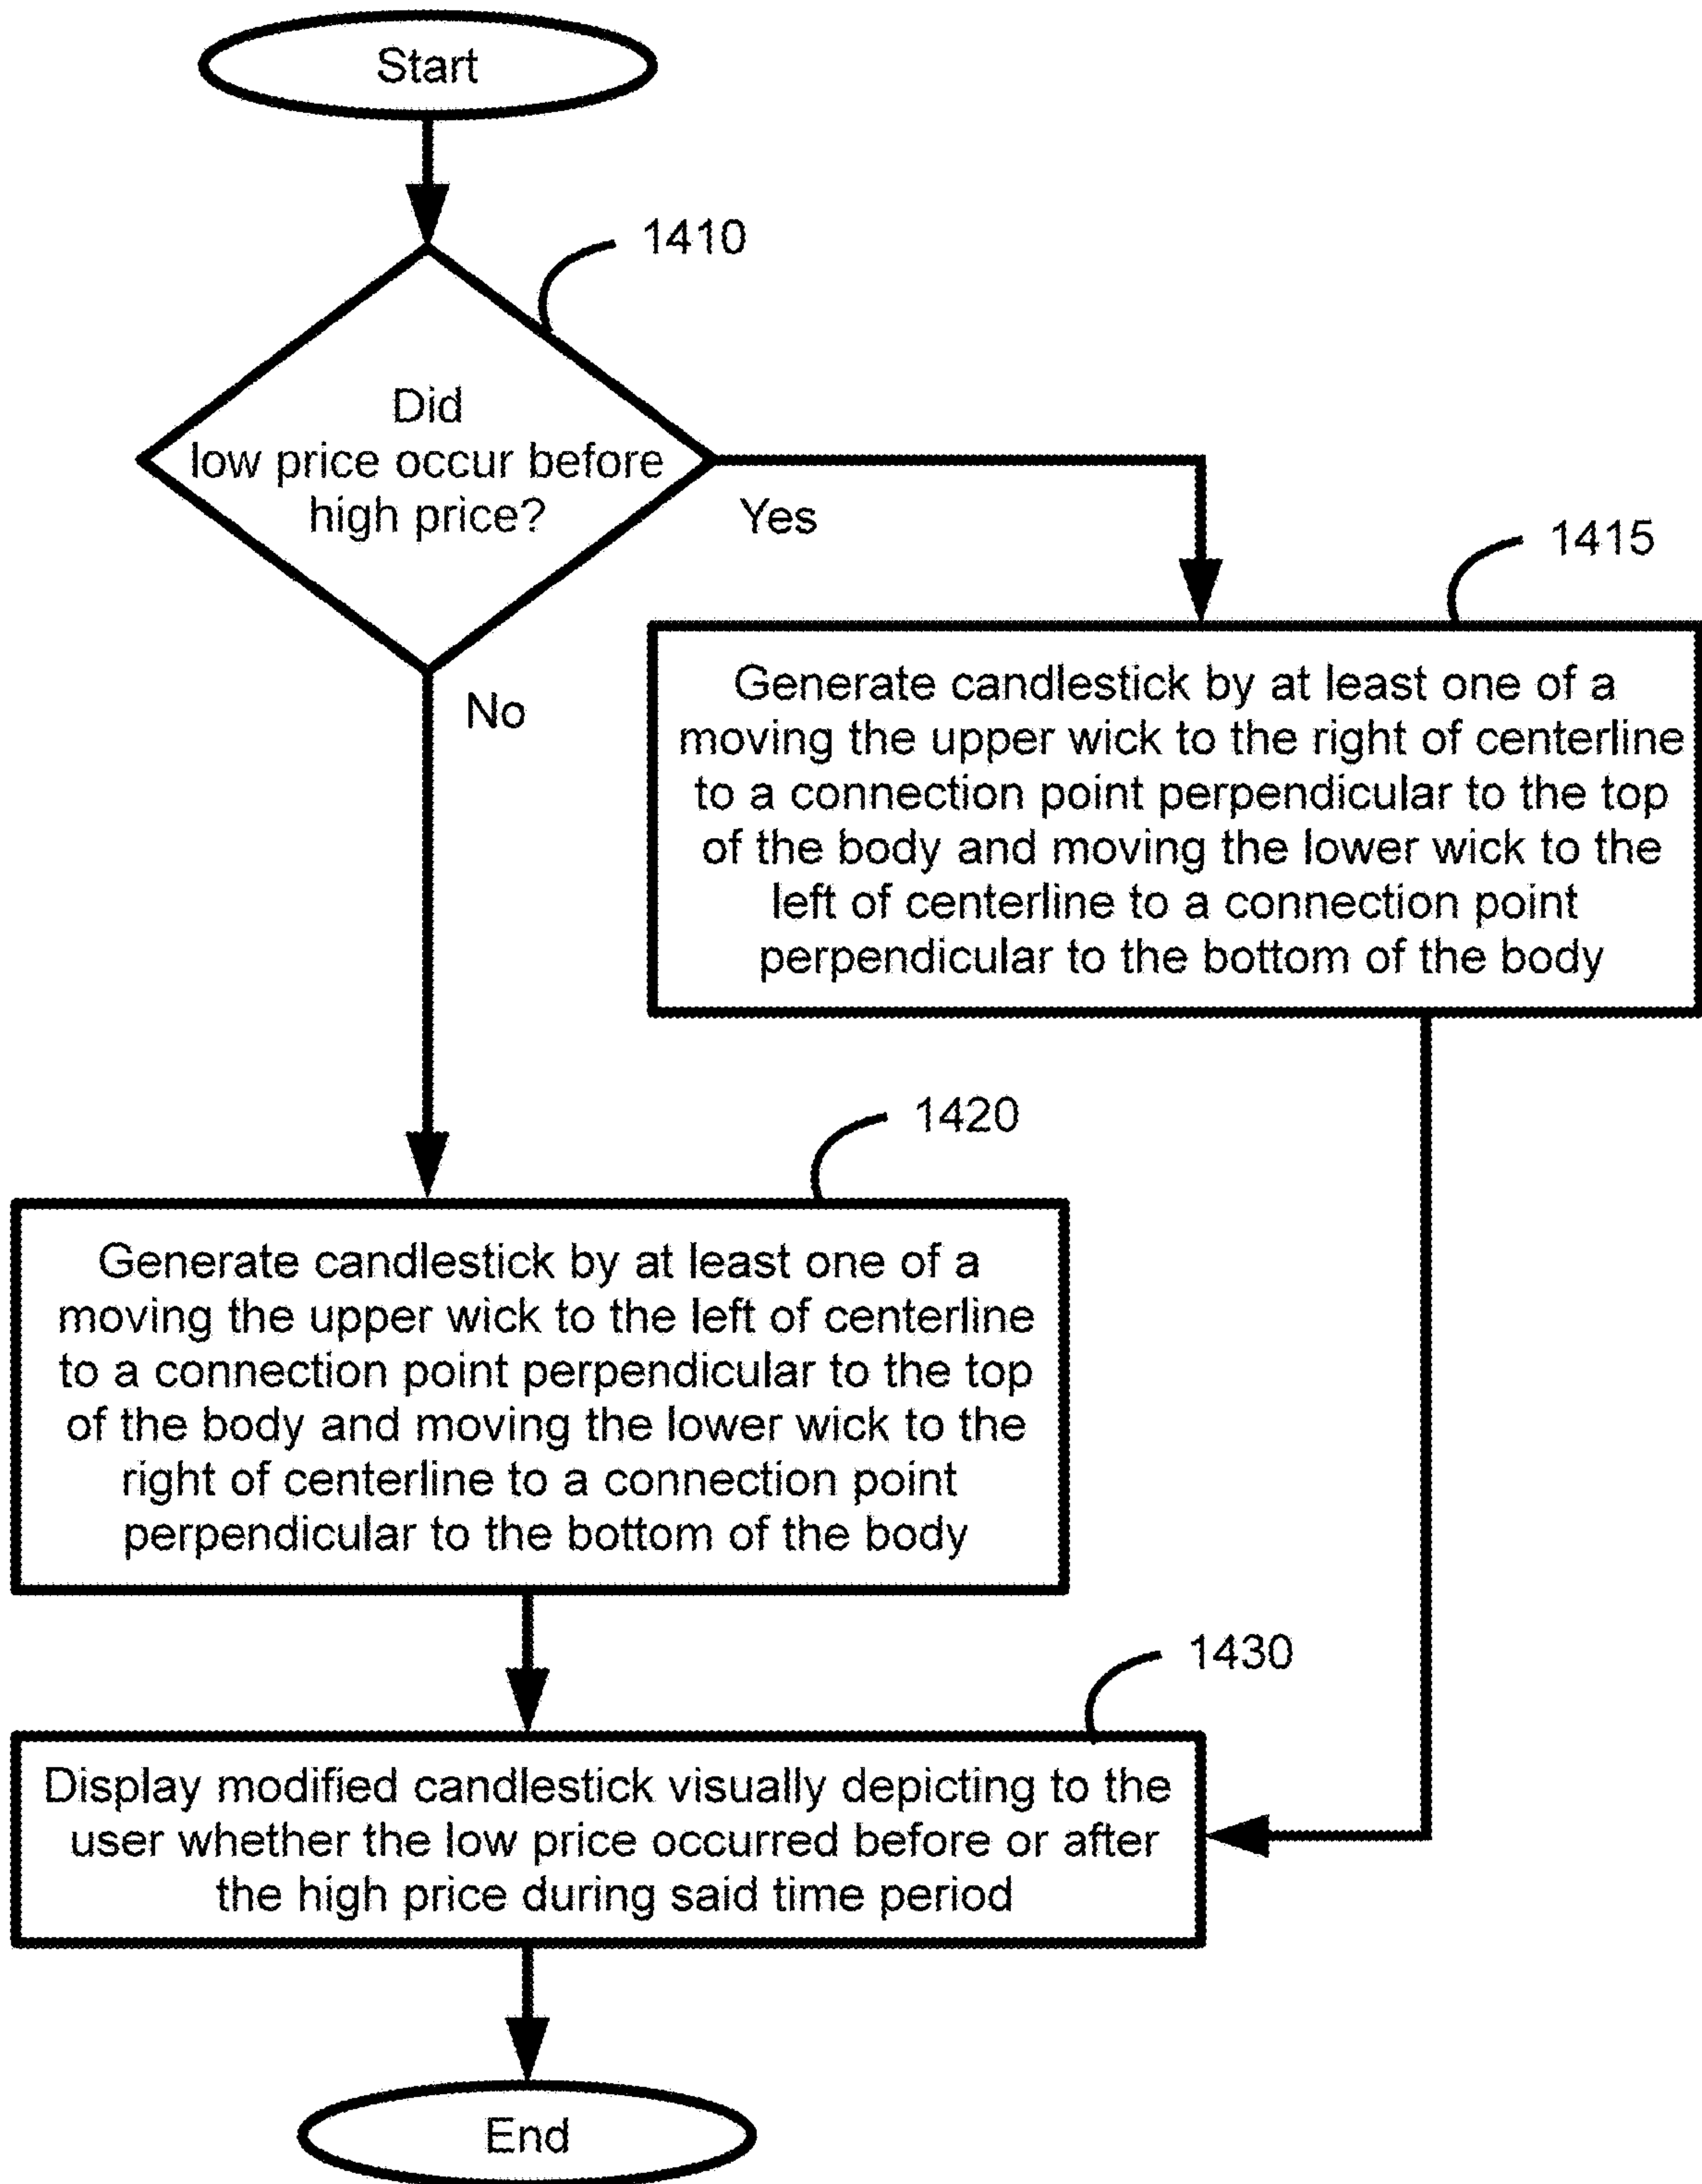 Start
1410
Did
low price occur before
high price?
Yes
1415
Generate candlestick by at least one of a
moving the upper wick to the right of centerline
to a connection point perpendicular to the top
of the body and moving the lower wick to the
left of centerline to a connection point
perpendicular to the bottom of the body
No
1420
Generate candlestick by at least one of a
moving the upper wick to the left of centerline
to a connection point perpendicular to the top
of the body and moving the lower wick to the
right of centerline to a connection point
perpendicular to the bottom of the body
1430
Display modified candlestick visually depicting to the
user whether the low price occurred before or after
the high price during said time period
End